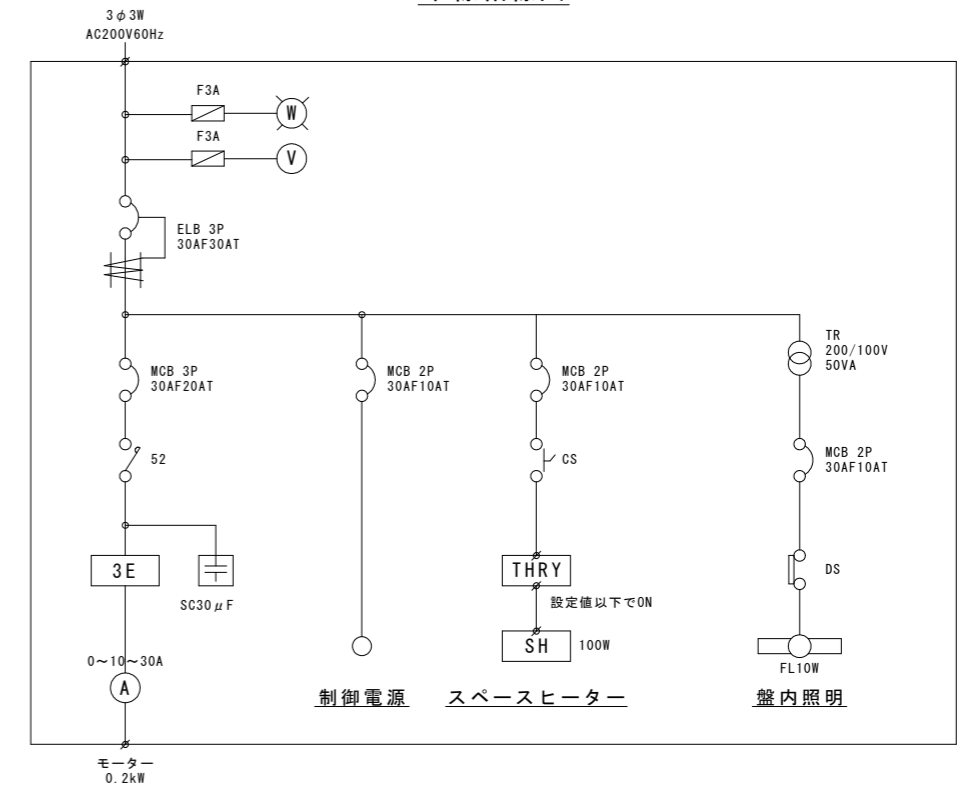 3φ3W
AC200V60Hz
F3A
W
F3A
V
ELB 3P
30AF30AT
MCB 3P
30AF20AT
MCB 2P
30AF10AT
MCB 2P
30AF10AT
TR
200/100V
50VA
52
CS
MCB 2P
30AF10AT
3E
SC30μF
THRY
設定値以下でON
DS
SH
100W
FL10W
0～10～30A
A
制御電源
スペースヒーター
盤内照明
モーター
0.2kW